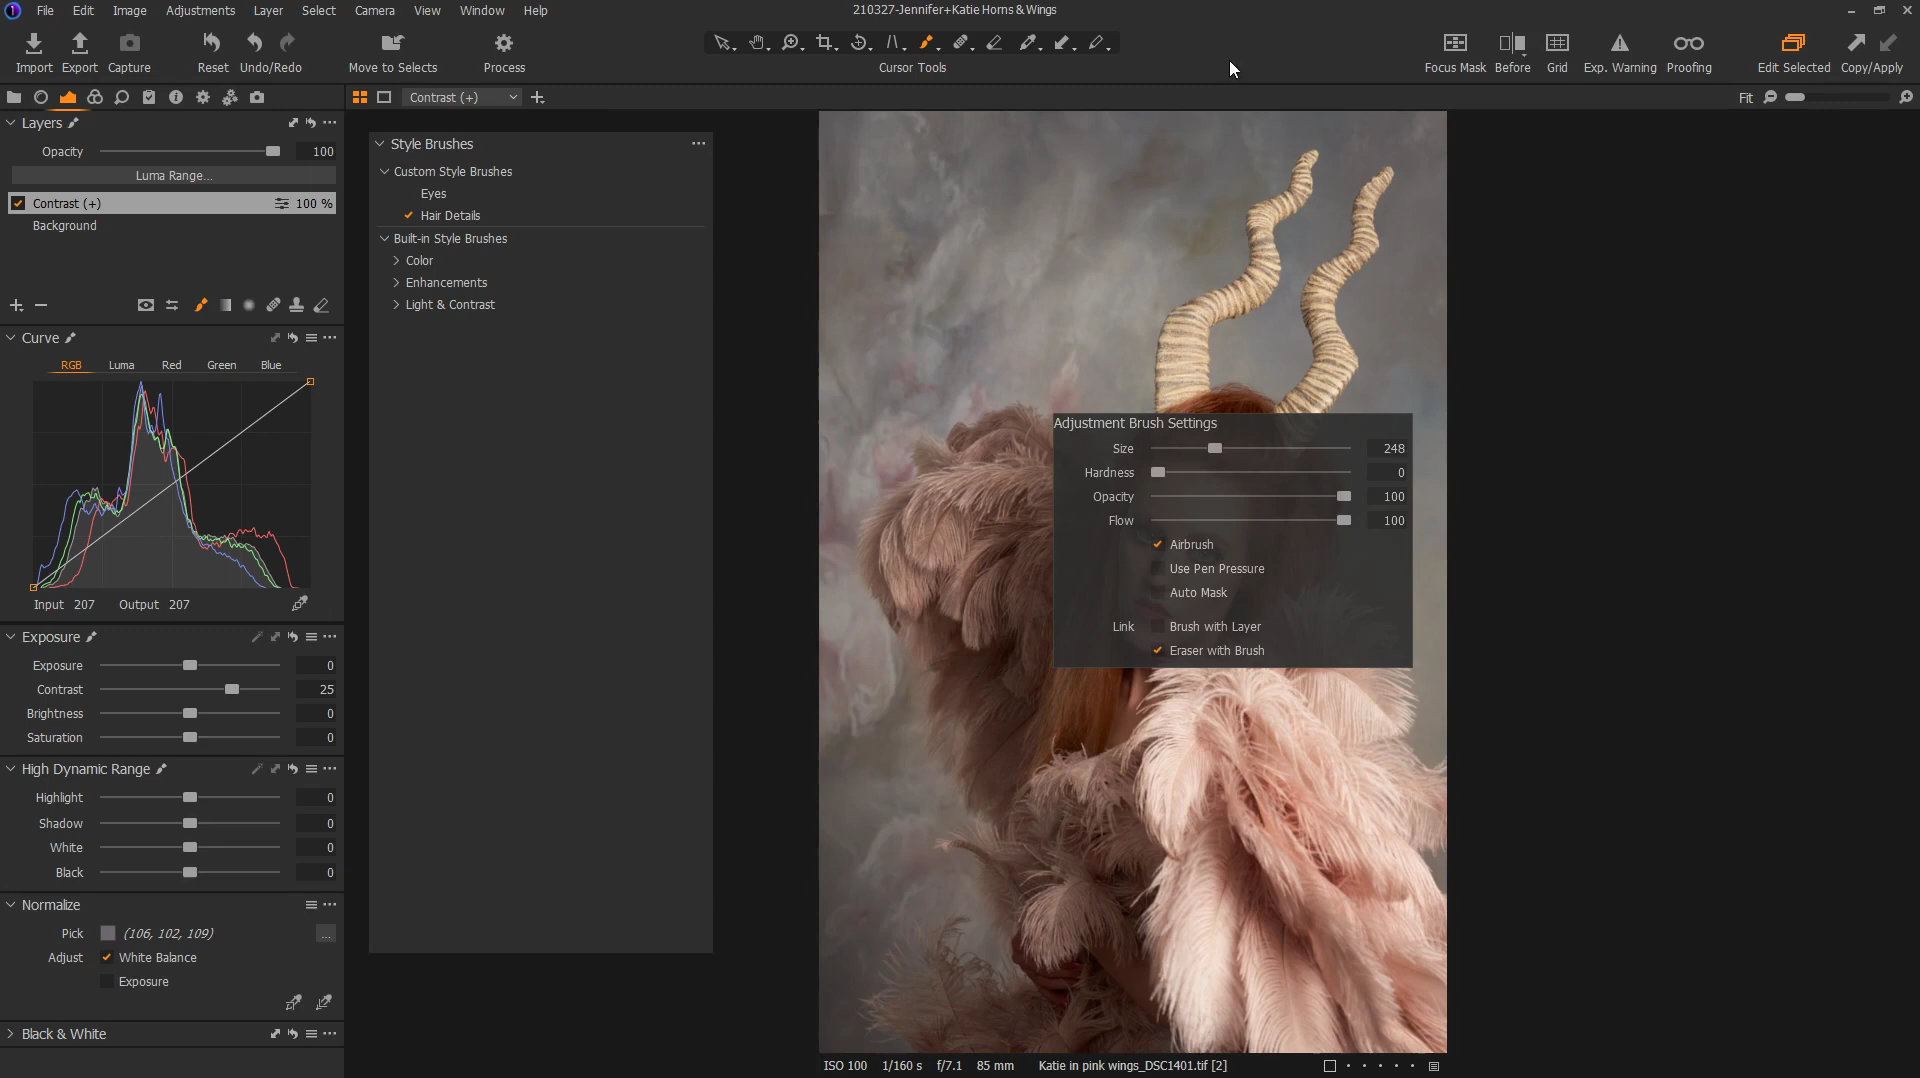 File Edit Image Adjustments Layer Select Camera View Window Help
210327-Jennifer+Katie Horns & Wings
Import Export Capture Reset Undo/Redo Move to Selects Process Cursor Tools Focus Mask Before Grid Exp. Warning Proofing Edit Selected Copy/Apply
Contrast (+)
Fit
Layers
Opacity 100
Luma Range...
Contrast (+) 100 %
Background
Curve
RGB Luma Red Green Blue
Input 207 Output 207
Exposure
Exposure 0
Contrast 25
Brightness 0
Saturation 0
High Dynamic Range
Highlight 0
Shadow 0
White 0
Black 0
Normalize
Pick (106, 102, 109) ...
Adjust White Balance
Exposure
Black & White
Style Brushes
Custom Style Brushes
Eyes
Hair Details
Built-in Style Brushes
Color
Enhancements
Light & Contrast
Adjustment Brush Settings
Size 248
Hardness 0
Opacity 100
Flow 100
Airbrush
Use Pen Pressure
Auto Mask
Link Brush with Layer
Eraser with Brush
ISO 100 1/160 s f/7.1 85 mm Katie in pink wings_DSC1401.tif [2]